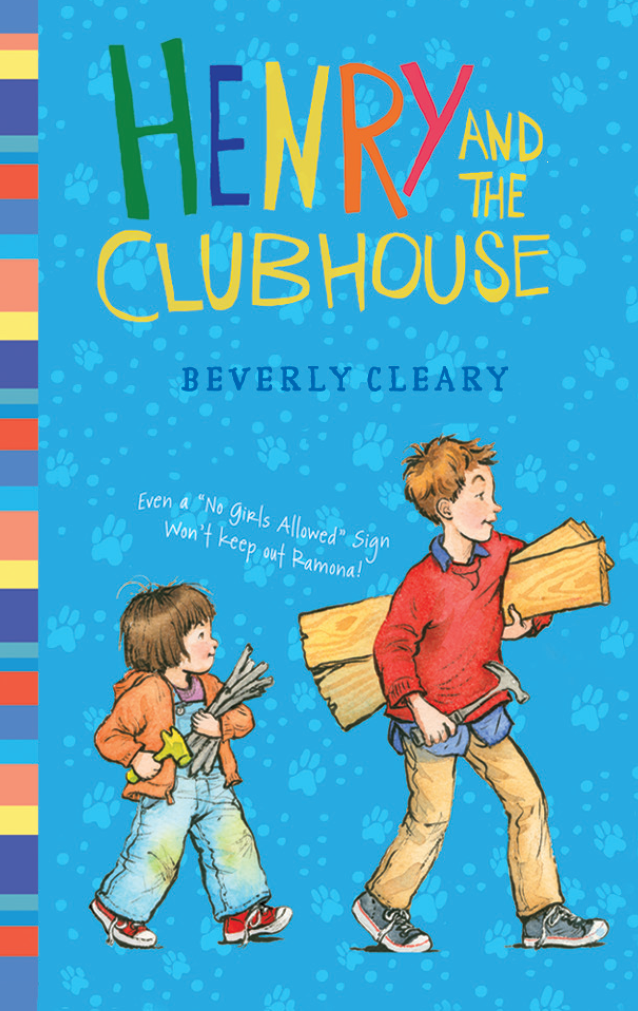 HENRY AND
THE
CLUBHOUSE
BEVERLY CLEARY
Even a "No Girls Allowed" Sign
Won't keep out Ramona!